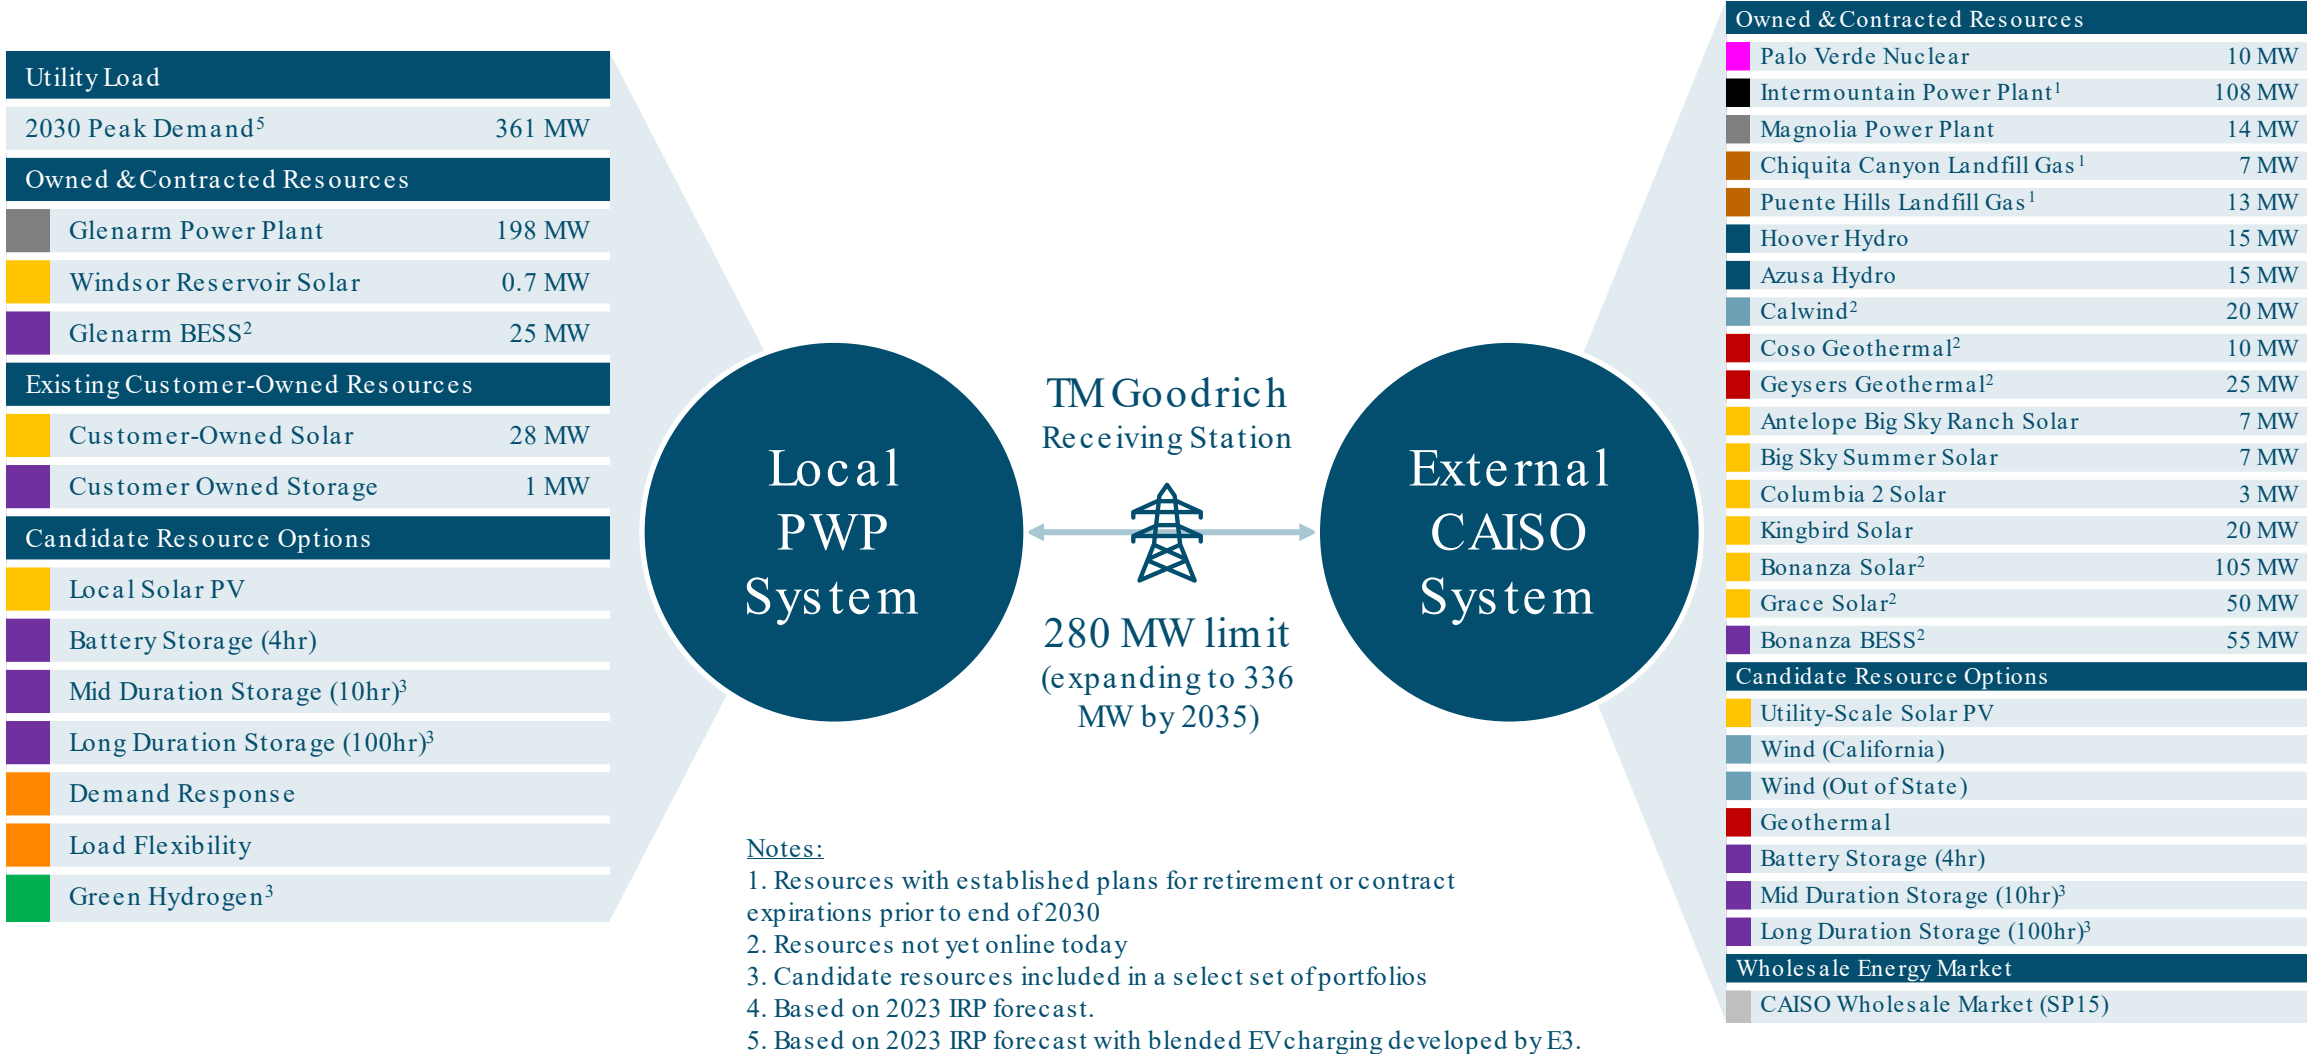 Utility Load
2030 Peak Demand⁵ 361 MW
Owned & Contracted Resources
Glenarm Power Plant 198 MW
Windsor Reservoir Solar 0.7 MW
Glenarm BESS² 25 MW
Existing Customer-Owned Resources
Customer-Owned Solar 28 MW
Customer Owned Storage 1 MW
Candidate Resource Options
Local Solar PV
Battery Storage (4hr)
Mid Duration Storage (10hr)³
Long Duration Storage (100hr)³
Demand Response
Load Flexibility
Green Hydrogen³
Local
PWP
System
TM Goodrich
Receiving Station
280 MW limit
(expanding to 336
MW by 2035)
External
CAISO
System
Owned & Contracted Resources
Palo Verde Nuclear 10 MW
Intermountain Power Plant¹ 108 MW
Magnolia Power Plant 14 MW
Chiquita Canyon Landfill Gas¹ 7 MW
Puente Hills Landfill Gas¹ 13 MW
Hoover Hydro 15 MW
Azusa Hydro 15 MW
Calwind² 20 MW
Coso Geothermal² 10 MW
Geysers Geothermal² 25 MW
Antelope Big Sky Ranch Solar 7 MW
Big Sky Summer Solar 7 MW
Columbia 2 Solar 3 MW
Kingbird Solar 20 MW
Bonanza Solar² 105 MW
Grace Solar² 50 MW
Bonanza BESS² 55 MW
Candidate Resource Options
Utility-Scale Solar PV
Wind (California)
Wind (Out of State)
Geothermal
Battery Storage (4hr)
Mid Duration Storage (10hr)³
Long Duration Storage (100hr)³
Wholesale Energy Market
CAISO Wholesale Market (SP15)
Notes:
1. Resources with established plans for retirement or contract
expirations prior to end of 2030
2. Resources not yet online today
3. Candidate resources included in a select set of portfolios
4. Based on 2023 IRP forecast.
5. Based on 2023 IRP forecast with blended EV charging developed by E3.